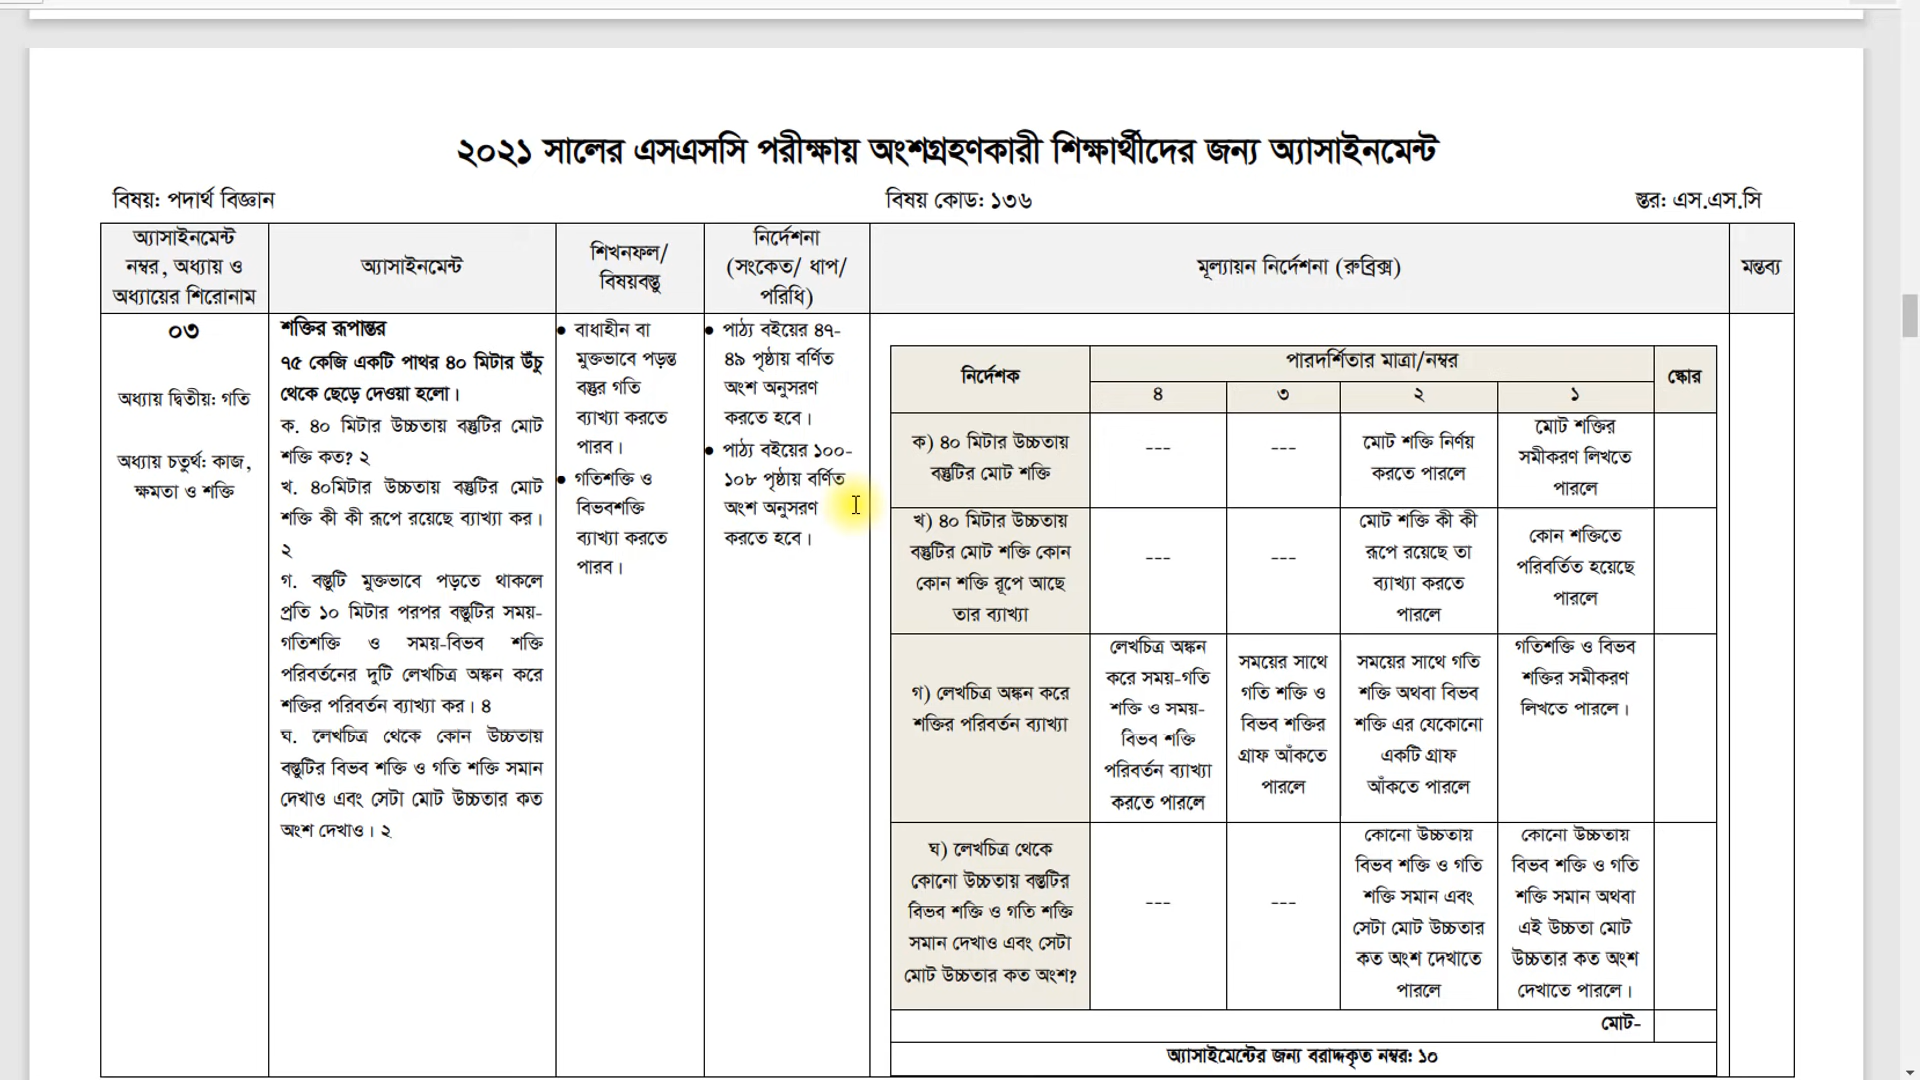 ২০২১ সালের এসএসসি পরীক্ষায় অংশগ্রহণকারী শিক্ষার্থীদের জন্য অ্যাসাইনমেন্ট
বিষয়: পদার্থ বিজ্ঞান
বিষয় কোড: ১৩৬
স্তর: এস.এস.সি
অ্যাসাইনমেন্ট
নম্বর, অধ্যায় ও
অধ্যায়ের শিরোনাম
অ্যাসাইনমেন্ট
শিখনফল/
বিষয়বস্তু
নির্দেশনা
(সংকেত/ ধাপ/
পরিধি)
মূল্যায়ন নির্দেশনা (রুব্রিক্স)
মন্তব্য
০৩
অধ্যায় দ্বিতীয়: গতি
অধ্যায় চতুর্থ: কাজ,
ক্ষমতা ও শক্তি
শক্তির রূপান্তর
৭৫ কেজি একটি পাথর ৪০ মিটার উঁচু
থেকে ছেড়ে দেওয়া হলো।
ক. ৪০ মিটার উচ্চতায় বস্তুটির মোট
শক্তি কত? ২
খ. ৪০মিটার উচ্চতায় বস্তুটির মোট
শক্তি কী কী রূপে রয়েছে ব্যাখ্যা কর।
২
গ. বস্তুটি মুক্তভাবে পড়তে থাকলে
প্রতি ১০ মিটার পরপর বস্তুটির সময়-
গতিশক্তি ও সময়-বিভব শক্তি
পরিবর্তনের দুটি লেখচিত্র অঙ্কন করে
শক্তির পরিবর্তন ব্যাখ্যা কর। ৪
ঘ. লেখচিত্র থেকে কোন উচ্চতায়
বস্তুটির বিভব শক্তি ও গতি শক্তি সমান
দেখাও এবং সেটা মোট উচ্চতার কত
অংশ দেখাও। ২
• বাধাহীন বা
মুক্তভাবে পড়ন্ত
বস্তুর গতি
ব্যাখ্যা করতে
পারব।
• গতিশক্তি ও
বিভবশক্তি
ব্যাখ্যা করতে
পারব।
• পাঠ্য বইয়ের ৪৭-
৪৯ পৃষ্ঠায় বর্ণিত
অংশ অনুসরণ
করতে হবে।
• পাঠ্য বইয়ের ১০০-
১০৮ পৃষ্ঠায় বর্ণিত
অংশ অনুসরণ
করতে হবে।
নির্দেশক
পারদর্শিতার মাত্রা/নম্বর
স্কোর
৪
৩
২
১
ক) ৪০ মিটার উচ্চতায়
বস্তুটির মোট শক্তি
---
---
মোট শক্তি নির্ণয়
করতে পারলে
মোট শক্তির
সমীকরণ লিখতে
পারলে
খ) ৪০ মিটার উচ্চতায়
বস্তুটির মোট শক্তি কোন
কোন শক্তি রূপে আছে
তার ব্যাখ্যা
---
---
মোট শক্তি কী কী
রূপে রয়েছে তা
ব্যাখ্যা করতে
পারলে
কোন শক্তিতে
পরিবর্তিত হয়েছে
পারলে
গ) লেখচিত্র অঙ্কন করে
শক্তির পরিবর্তন ব্যাখ্যা
লেখচিত্র অঙ্কন
করে সময়-গতি
শক্তি ও সময়-
বিভব শক্তি
পরিবর্তন ব্যাখ্যা
করতে পারলে
সময়ের সাথে
গতি শক্তি ও
বিভব শক্তির
গ্রাফ আঁকতে
পারলে
সময়ের সাথে গতি
শক্তি অথবা বিভব
শক্তি এর যেকোনো
একটি গ্রাফ
আঁকতে পারলে
গতিশক্তি ও বিভব
শক্তির সমীকরণ
লিখতে পারলে।
ঘ) লেখচিত্র থেকে
কোনো উচ্চতায় বস্তুটির
বিভব শক্তি ও গতি শক্তি
সমান দেখাও এবং সেটা
মোট উচ্চতার কত অংশ?
---
---
কোনো উচ্চতায়
বিভব শক্তি ও গতি
শক্তি সমান এবং
সেটা মোট উচ্চতার
কত অংশ দেখাতে
পারলে
কোনো উচ্চতায়
বিভব শক্তি ও গতি
শক্তি সমান অথবা
এই উচ্চতা মোট
উচ্চতার কত অংশ
দেখাতে পারলে।
মোট-
অ্যাসাইমেন্টের জন্য বরাদ্দকৃত নম্বর: ১০